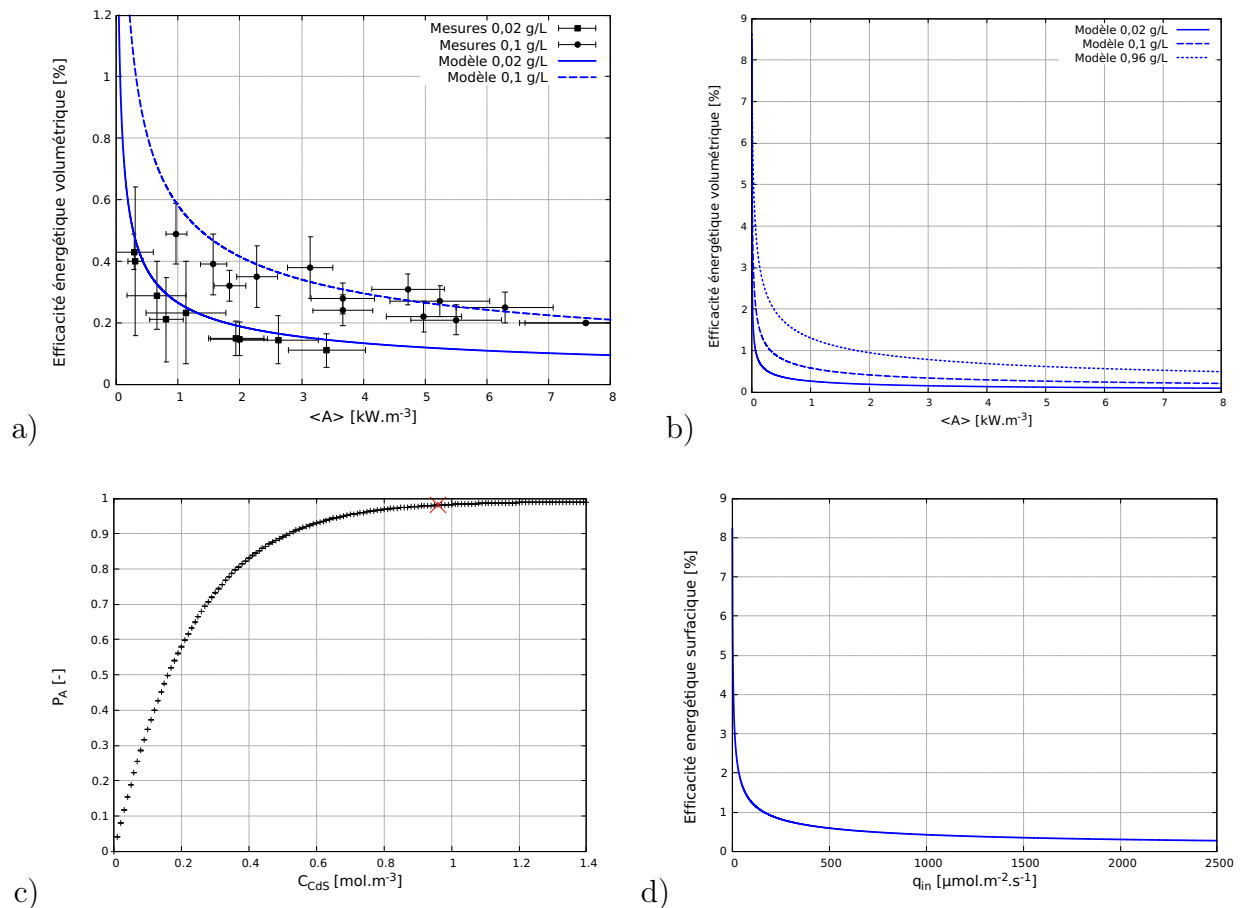 1.2
1
0.8
0.6
0.4
0.2
0
Efficacité énergétique volumétrique [%]
Mesures 0,02 g/L
Mesures 0,1 g/L
Modèle 0,02 g/L
Modèle 0,1 g/L
0 1 2 3 4 5 6 7 8
<A> [kW.m-3]
a)
9
8
7
6
5
4
3
2
1
0
Efficacité énergétique volumétrique [%]
Modèle 0,02 g/L
Modèle 0,1 g/L
Modèle 0,96 g/L
0 1 2 3 4 5 6 7 8
<A> [kW.m-3]
b)
1
0.9
0.8
0.7
0.6
0.5
0.4
0.3
0.2
0.1
0
PA [-]
0 0.2 0.4 0.6 0.8 1 1.2 1.4
CCdS [mol.m-3]
c)
9
8
7
6
5
4
3
2
1
0
Efficacité energétique surfacique [%]
0 500 1000 1500 2000 2500
qin [μmol.m-2.s-1]
d)